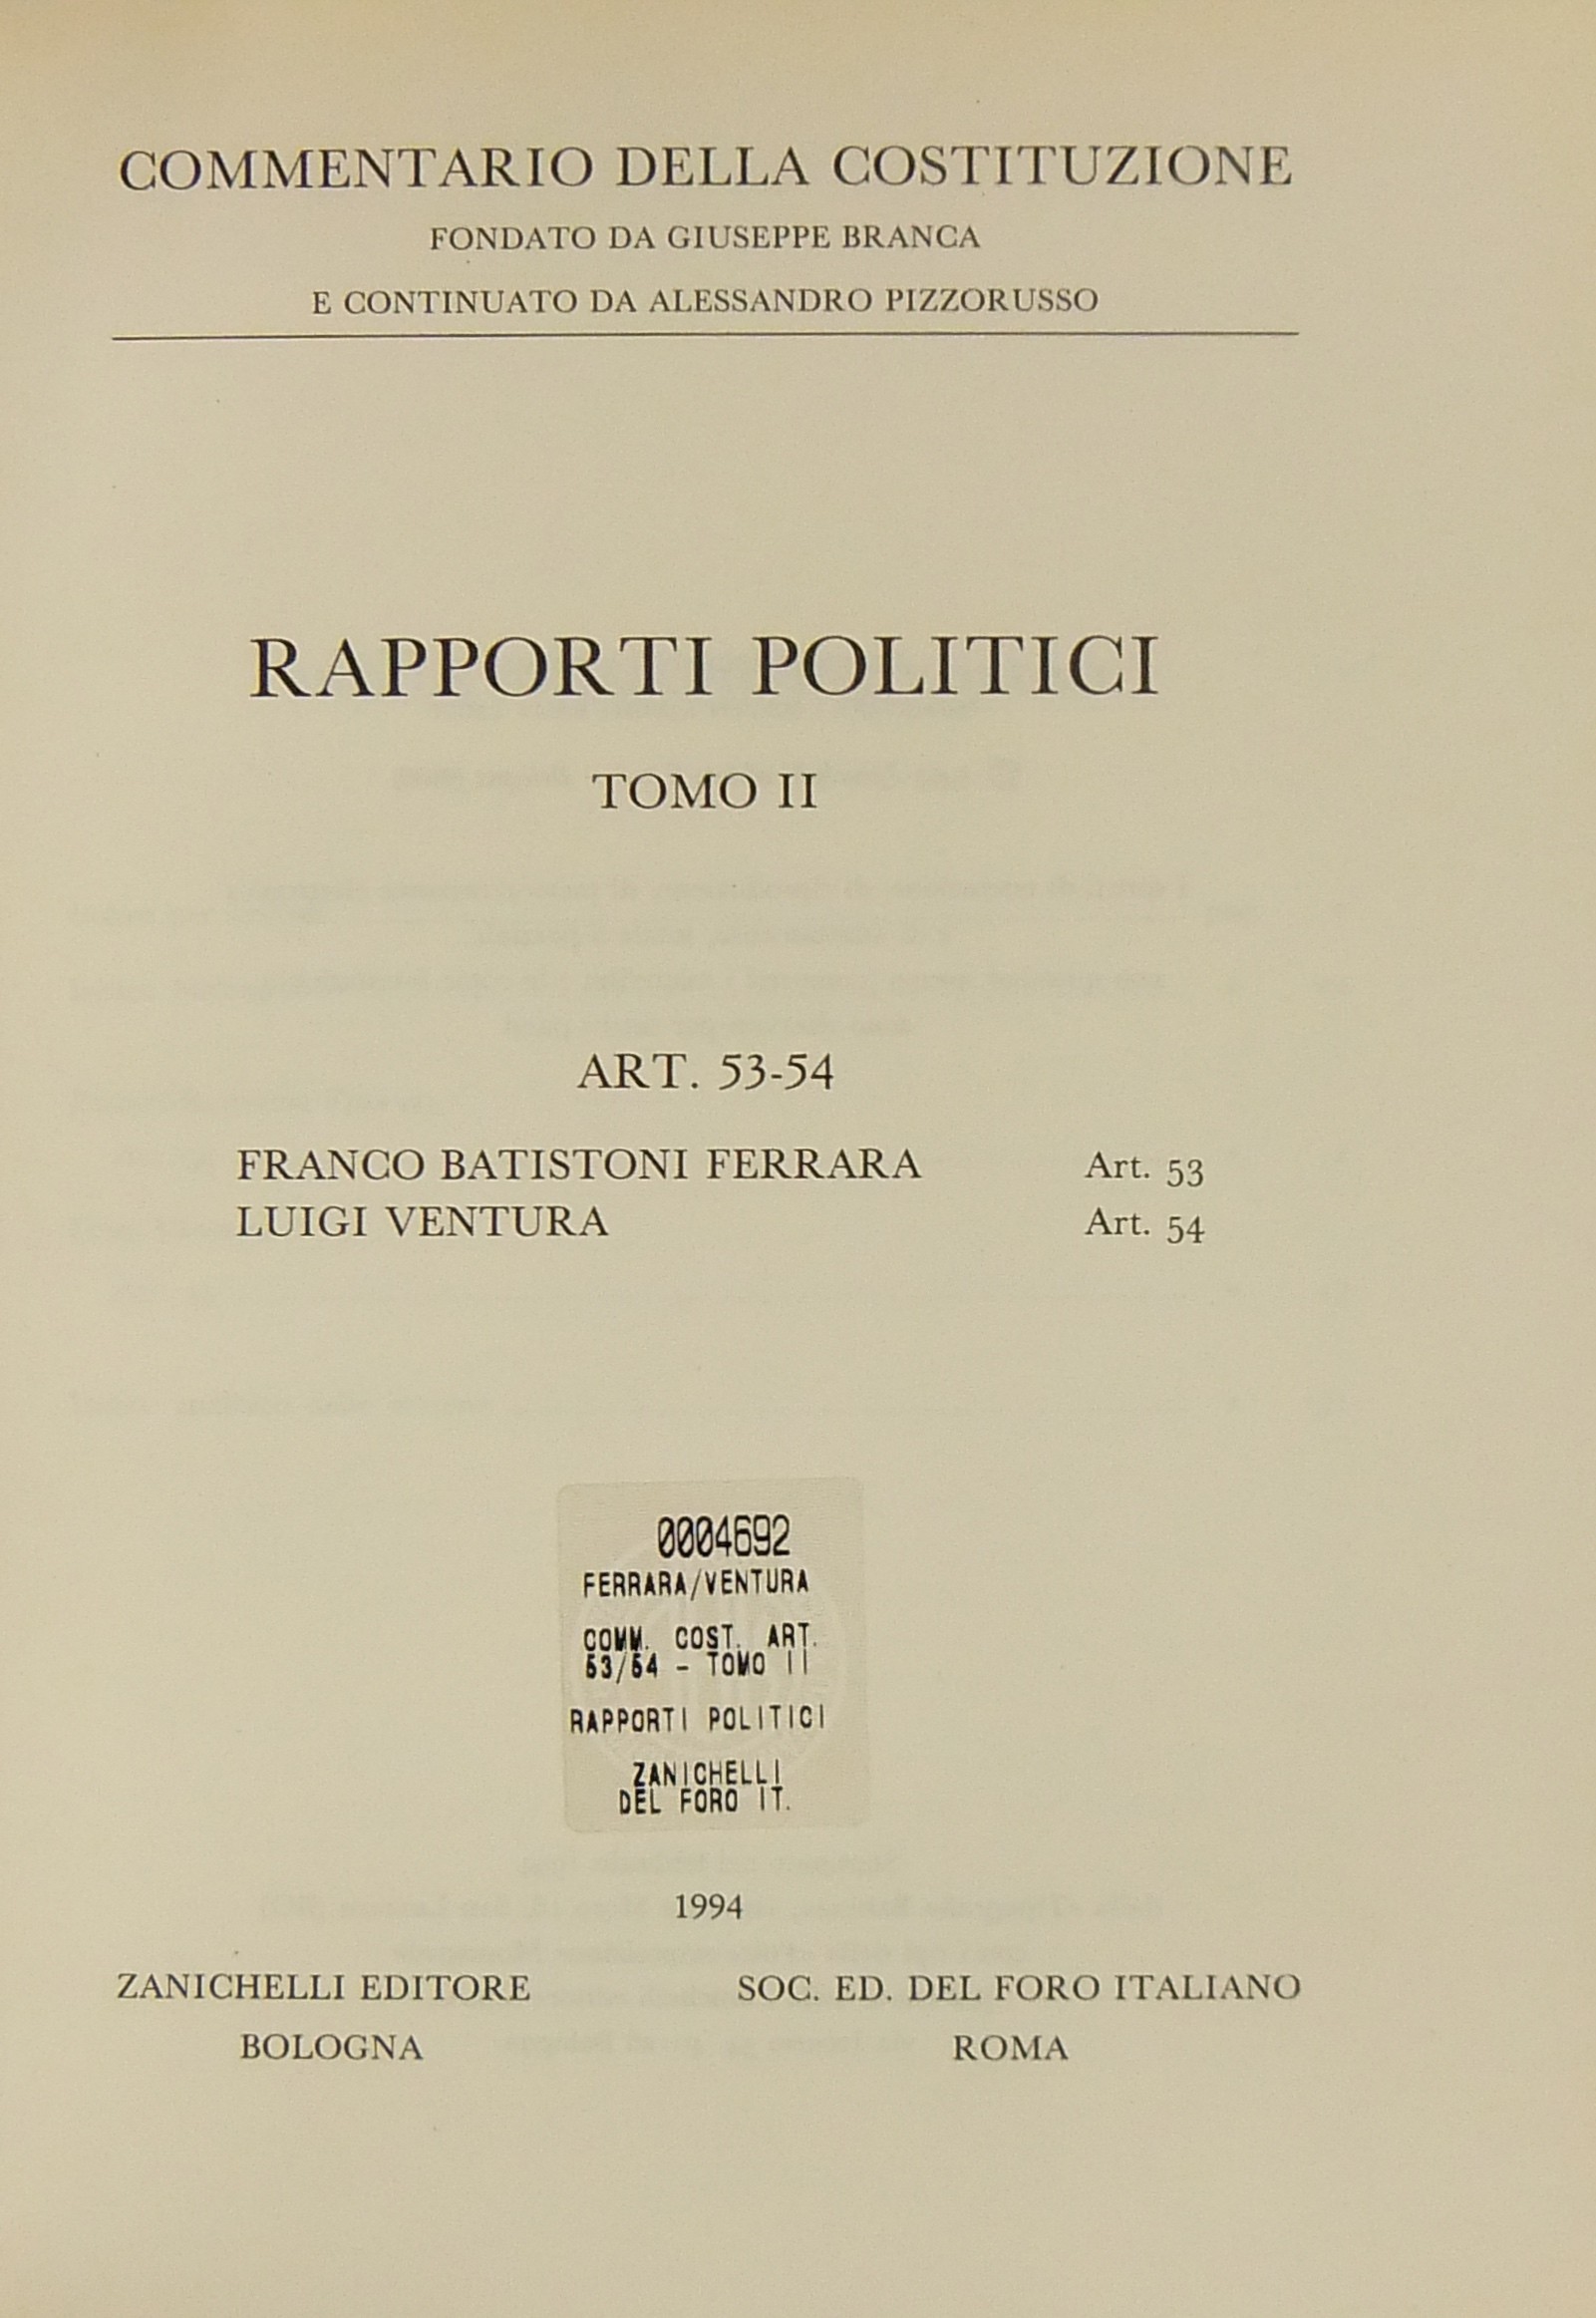 COMMENTARIO DELLA COSTITUZIONE
FONDATO DA GIUSEPPE BRANCA
E CONTINUATO DA ALESSANDRO PIZZORUSSO
RAPPORTI POLITICI
TOMO II
ART. 53-54
FRANCO BATISTONI FERRARA Art. 53
LUIGI VENTURA Art. 54
0004692
FERRARA/VENTURA
COMM. COST. ART.
53/54 - TOMO II
RAPPORTI POLITICI
ZANICHELLI
DEL FORO IT.
1994
ZANICHELLI EDITORE SOC. ED. DEL FORO ITALIANO
BOLOGNA ROMA